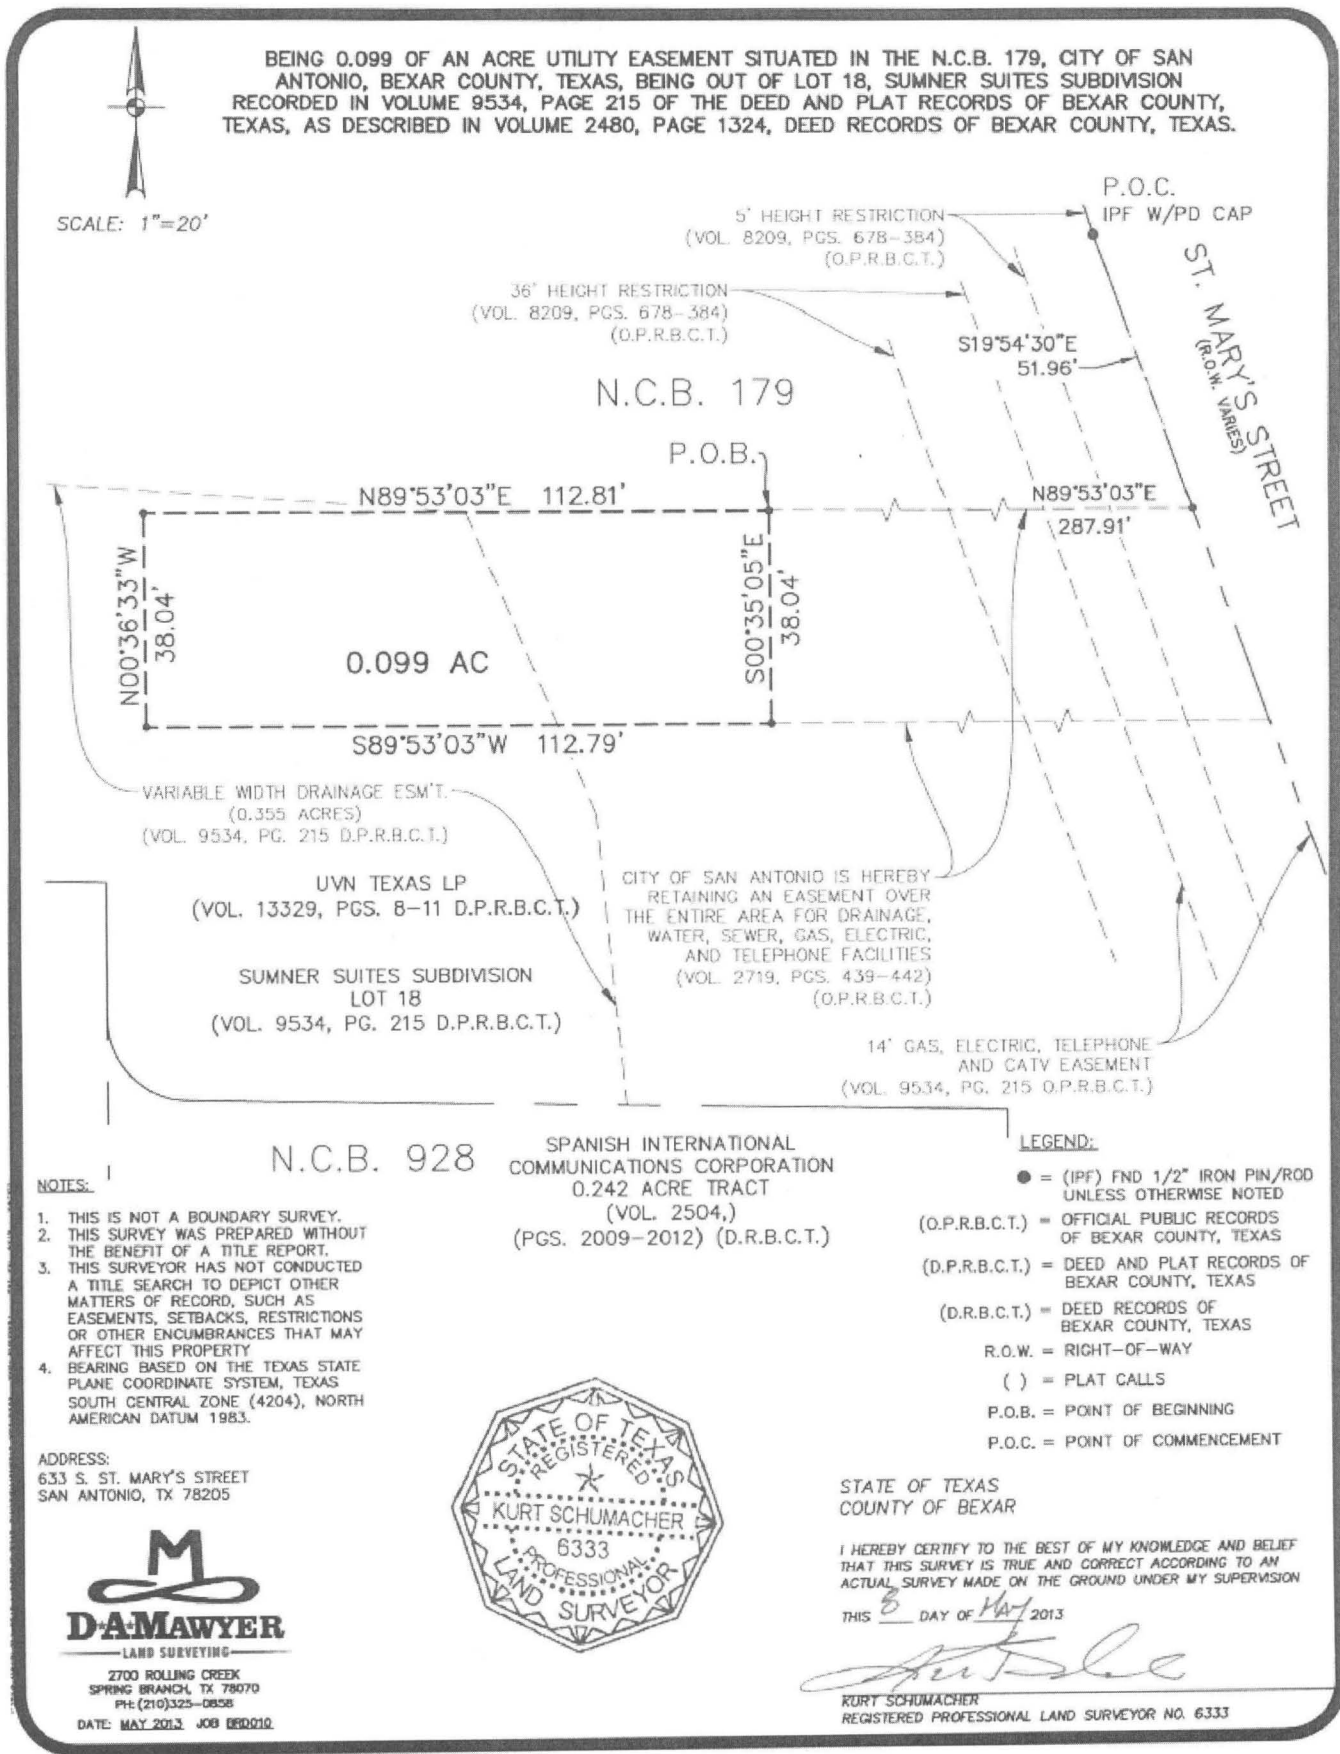 BEING 0.099 OF AN ACRE UTILITY EASEMENT SITUATED IN THE N.C.B. 179, CITY OF SAN
ANTONIO, BEXAR COUNTY, TEXAS, BEING OUT OF LOT 18, SUMNER SUITES SUBDIVISION
RECORDED IN VOLUME 9534, PAGE 215 OF THE DEED AND PLAT RECORDS OF BEXAR COUNTY,
TEXAS, AS DESCRIBED IN VOLUME 2480, PAGE 1324, DEED RECORDS OF BEXAR COUNTY, TEXAS.
SCALE: 1"=20'
P.O.C.
IPF W/PD CAP
5' HEIGHT RESTRICTION
(VOL. 8209, PGS. 678-384)
(O.P.R.B.C.T.)
36' HEIGHT RESTRICTION
(VOL. 8209, PGS. 678-384)
(O.P.R.B.C.T.)
S19°54'30"E
51.96'
ST. MARY'S STREET
(R.O.W. VARIES)
N.C.B. 179
P.O.B.
N89°53'03"E 112.81'
N89°53'03"E
287.91'
N00°36'33"W
38.04'
S00°35'05"E
38.04'
0.099 AC
S89°53'03"W 112.79'
VARIABLE WIDTH DRAINAGE ESM'T.
(0.355 ACRES)
(VOL. 9534, PG. 215 D.P.R.B.C.T.)
UVN TEXAS LP
(VOL. 13329, PGS. 8-11 D.P.R.B.C.T.)
SUMNER SUITES SUBDIVISION
LOT 18
(VOL. 9534, PG. 215 D.P.R.B.C.T.)
CITY OF SAN ANTONIO IS HEREBY
RETAINING AN EASEMENT OVER
THE ENTIRE AREA FOR DRAINAGE,
WATER, SEWER, GAS, ELECTRIC,
AND TELEPHONE FACILITIES
(VOL. 2719, PGS. 439-442)
(O.P.R.B.C.T.)
14' GAS, ELECTRIC, TELEPHONE
AND CATV EASEMENT
(VOL. 9534, PG. 215 O.P.R.B.C.T.)
N.C.B. 928
SPANISH INTERNATIONAL
COMMUNICATIONS CORPORATION
0.242 ACRE TRACT
(VOL. 2504,)
(PGS. 2009-2012) (D.R.B.C.T.)
NOTES:
1. THIS IS NOT A BOUNDARY SURVEY.
2. THIS SURVEY WAS PREPARED WITHOUT
THE BENEFIT OF A TITLE REPORT.
3. THIS SURVEYOR HAS NOT CONDUCTED
A TITLE SEARCH TO DEPICT OTHER
MATTERS OF RECORD, SUCH AS
EASEMENTS, SETBACKS, RESTRICTIONS
OR OTHER ENCUMBRANCES THAT MAY
AFFECT THIS PROPERTY
4. BEARING BASED ON THE TEXAS STATE
PLANE COORDINATE SYSTEM, TEXAS
SOUTH CENTRAL ZONE (4204), NORTH
AMERICAN DATUM 1983.
ADDRESS:
633 S. ST. MARY'S STREET
SAN ANTONIO, TX 78205
M
DAMAWYER
LAND SURVEYING
2700 ROLLING CREEK
SPRING BRANCH, TX 78070
PH:(210)325-0858
DATE: MAY 2013 JOB BRD010
STATE OF TEXAS
REGISTERED
KURT SCHUMACHER
6333
PROFESSIONAL
LAND SURVEYOR
LEGEND:
● = (IPF) FND 1/2" IRON PIN/ROD
UNLESS OTHERWISE NOTED
(O.P.R.B.C.T.) = OFFICIAL PUBLIC RECORDS
OF BEXAR COUNTY, TEXAS
(D.P.R.B.C.T.) = DEED AND PLAT RECORDS OF
BEXAR COUNTY, TEXAS
(D.R.B.C.T.) = DEED RECORDS OF
BEXAR COUNTY, TEXAS
R.O.W. = RIGHT-OF-WAY
( ) = PLAT CALLS
P.O.B. = POINT OF BEGINNING
P.O.C. = POINT OF COMMENCEMENT
STATE OF TEXAS
COUNTY OF BEXAR
I HEREBY CERTIFY TO THE BEST OF MY KNOWLEDGE AND BELIEF
THAT THIS SURVEY IS TRUE AND CORRECT ACCORDING TO AN
ACTUAL SURVEY MADE ON THE GROUND UNDER MY SUPERVISION
THIS 8 DAY OF MAY 2013
KURT SCHUMACHER
REGISTERED PROFESSIONAL LAND SURVEYOR NO. 6333